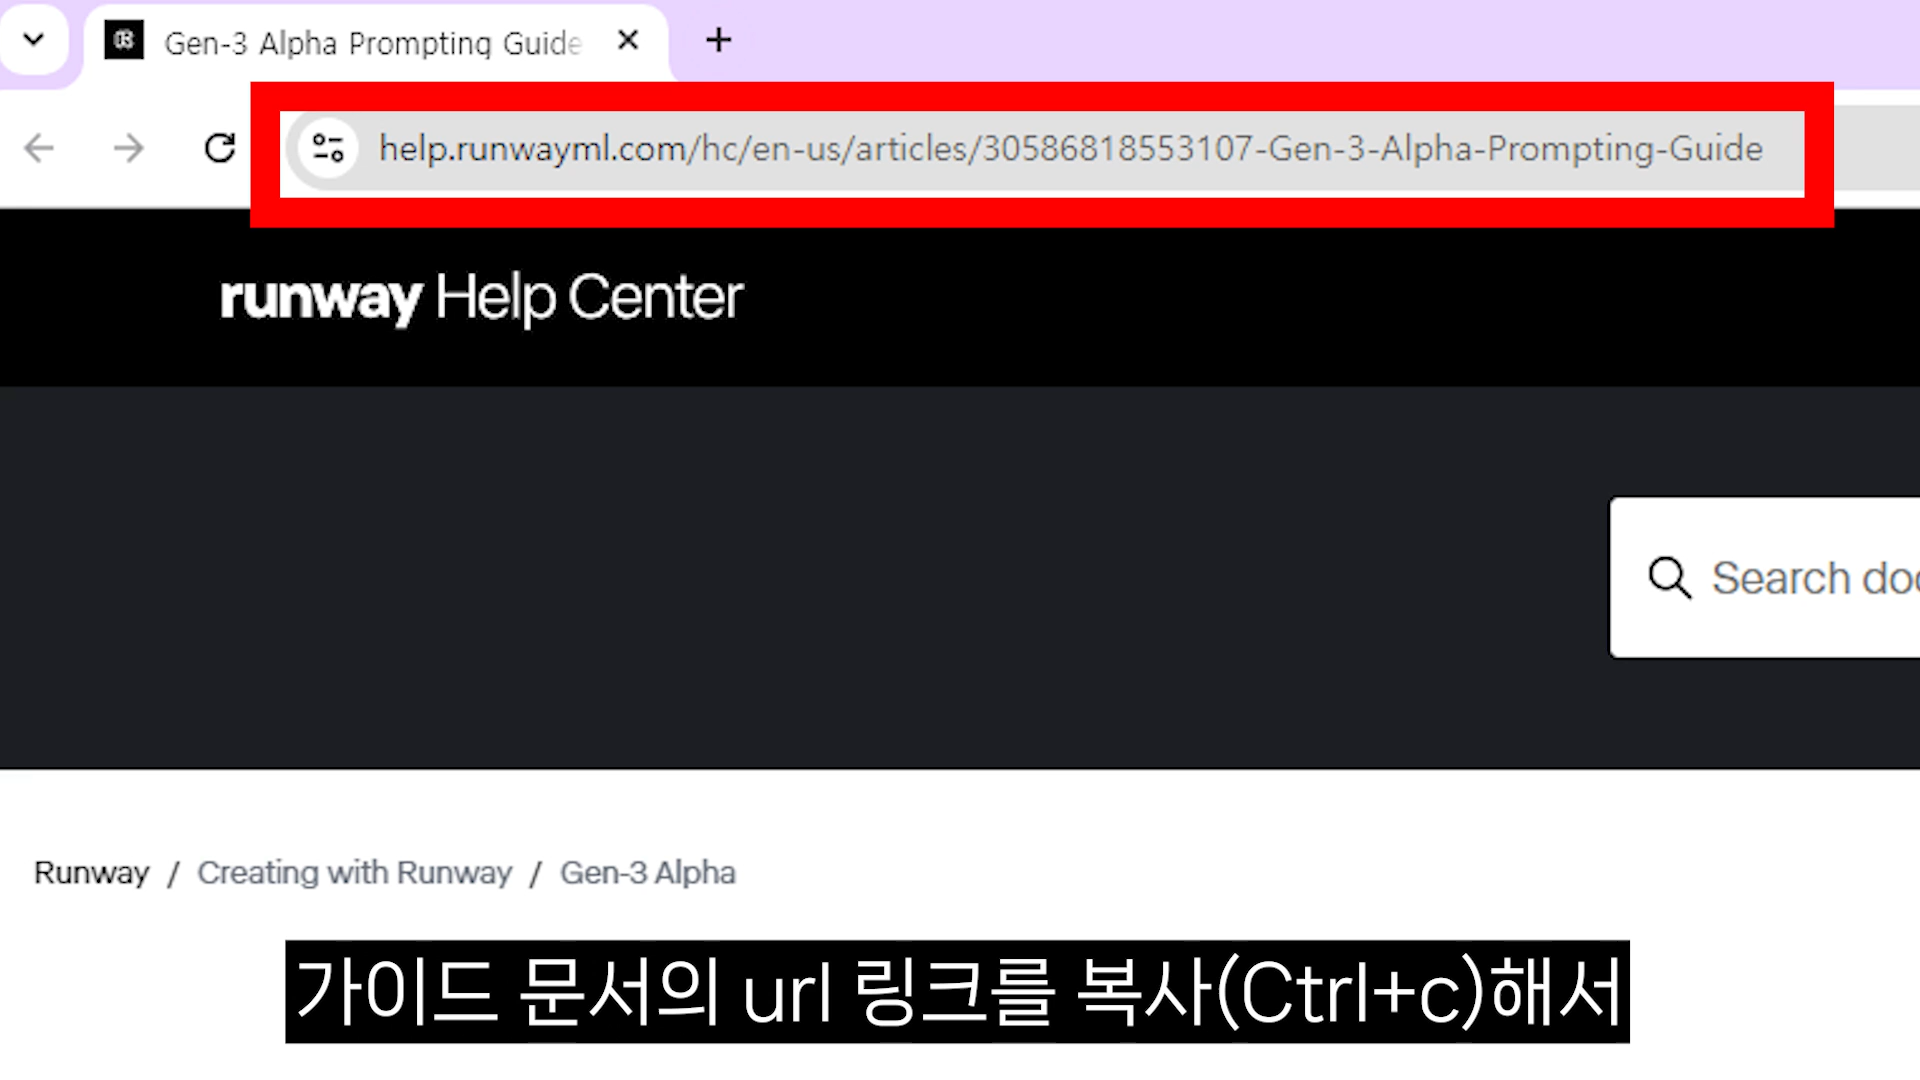 Gen-3 Alpha Prompting Guide
help.runwayml.com/hc/en-us/articles/30586818553107-Gen-3-Alpha-Prompting-Guide
runway Help Center
Search doc
Runway / Creating with Runway / Gen-3 Alpha
가이드 문서의 url 링크를 복사(Ctrl+c)해서